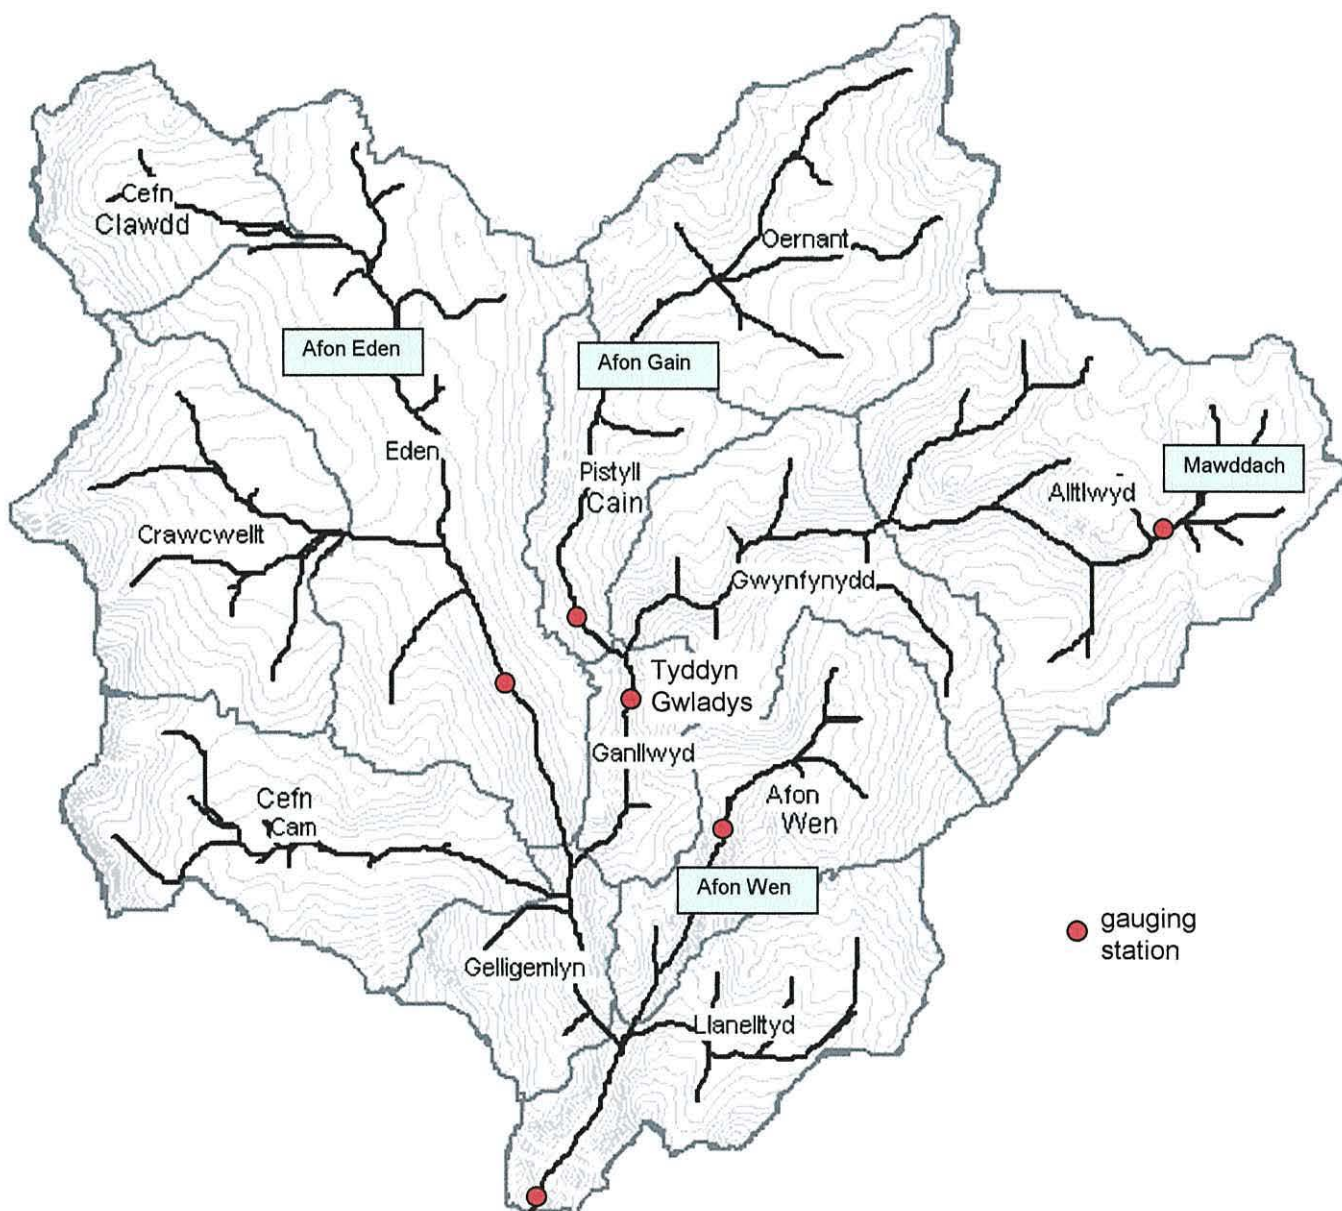 Cefn
Clawdd
Oernant
Afon Eden
Afon Gain
Eden
Pistyll
Cain
Mawddach
Alltlwyd
Crawcwellt
Gwynfynydd
Tyddyn
Gwladys
Ganllwyd
Cefn
Cam
Afon
Wen
Afon Wen
gauging
station
Gelligemlyn
Llanelltyd